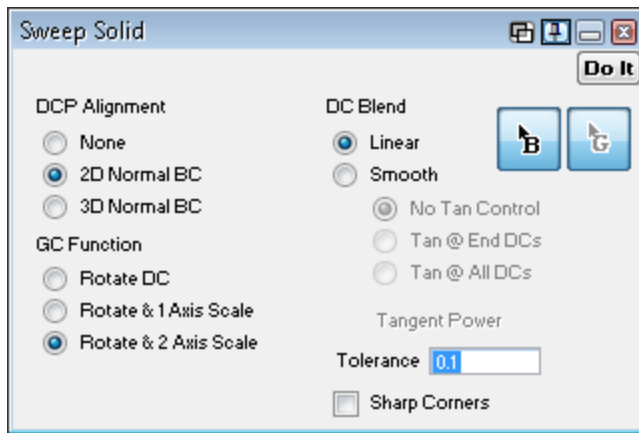 Sweep Solid
Do It
DCP Alignment
None
2D Normal BC
3D Normal BC
GC Function
Rotate DC
Rotate & 1 Axis Scale
Rotate & 2 Axis Scale
DC Blend
Linear
Smooth
No Tan Control
Tan @ End DCs
Tan @ All DCs
Tangent Power
Tolerance 0.1
Sharp Corners
B
G